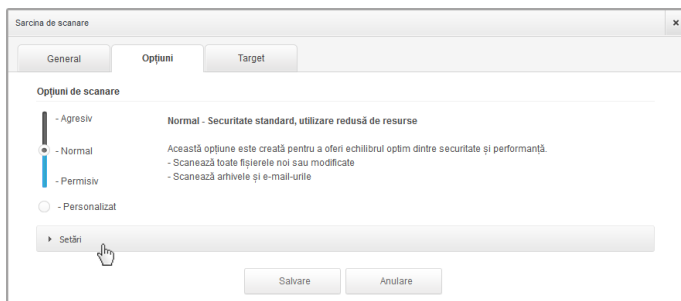 Sarcina de scanare
General Opțiuni Target
Opțiuni de scanare
- Agresiv
Normal - Securitate standard, utilizare redusă de resurse
- Normal
Această opțiune este creată pentru a oferi echilibrul optim dintre securitate și performanță.
- Scanează toate fișierele noi sau modificate
- Scanează arhivele și e-mail-urile
- Permisiv
- Personalizat
Setări
Salvare Anulare